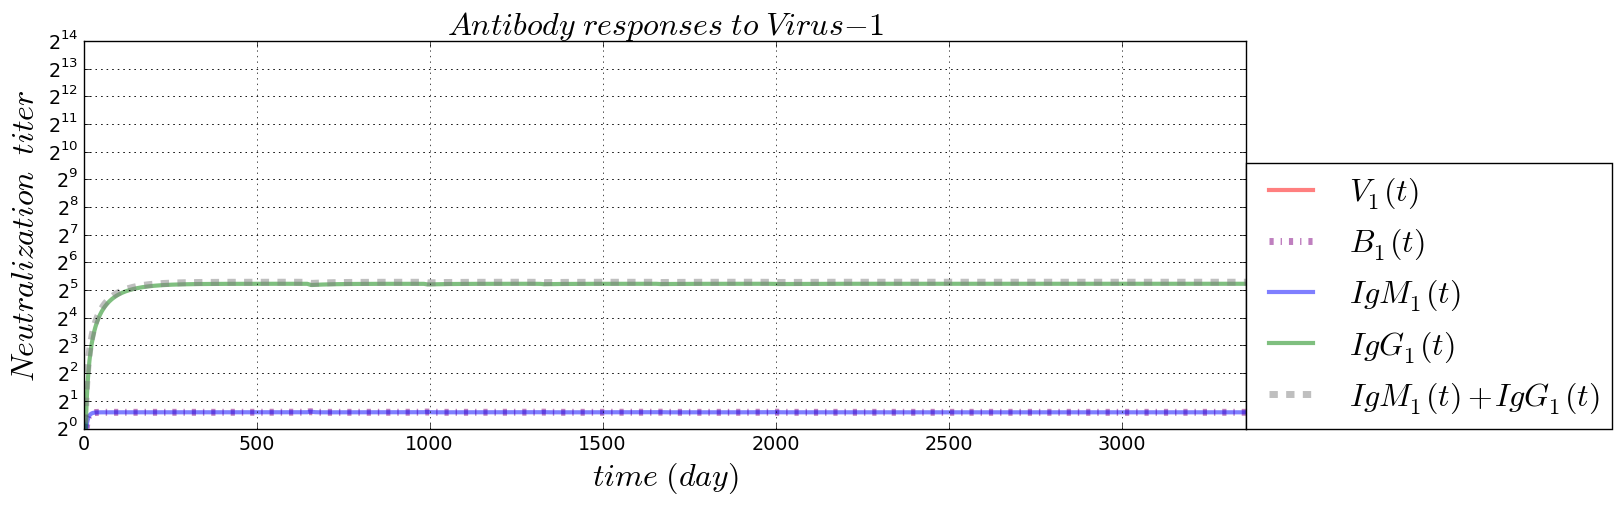 Antibody responses to Virus−1
Neutralization titer
2^14
2^13
2^12
2^11
2^10
2^9
2^8
2^7
2^6
2^5
2^4
2^3
2^2
2^1
2^0
0 500 1000 1500 2000 2500 3000
time (day)
V_1(t)
B_1(t)
IgM_1(t)
IgG_1(t)
IgM_1(t)+IgG_1(t)